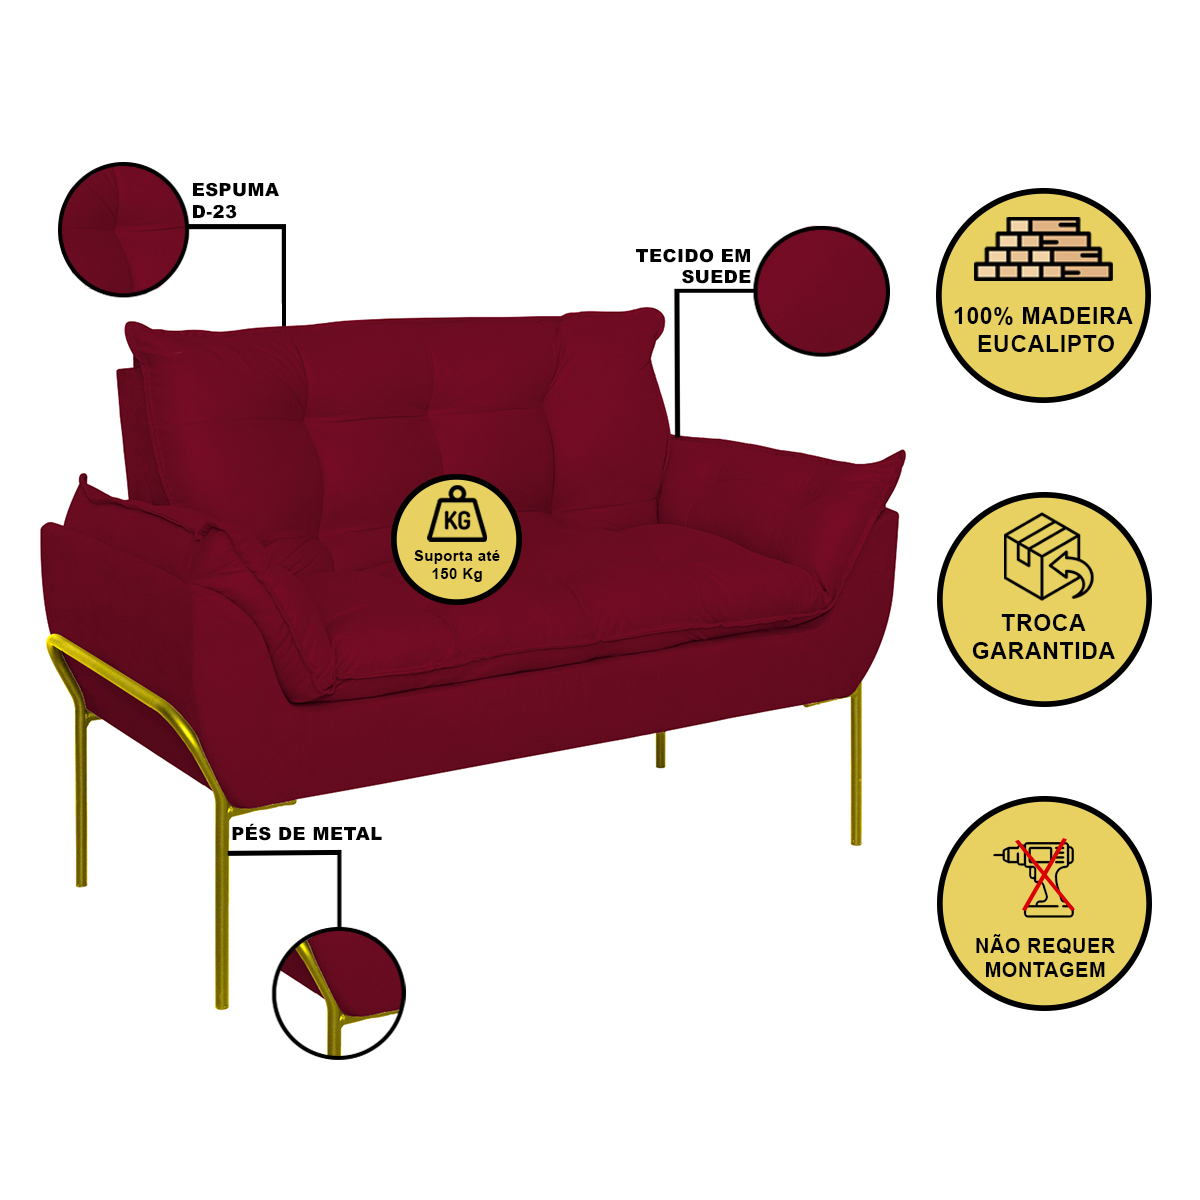 ESPUMA
D-23
TECIDO EM
SUEDE
100% MADEIRA
EUCALIPTO
KG
Suporta até
150 Kg
TROCA
GARANTIDA
PÉS DE METAL
NÃO REQUER
MONTAGEM